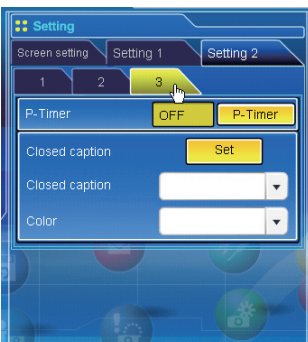 Setting
Screen setting Setting 1 Setting 2
1 2 3
P-Timer OFF P-Timer
Closed caption Set
Closed caption
Color